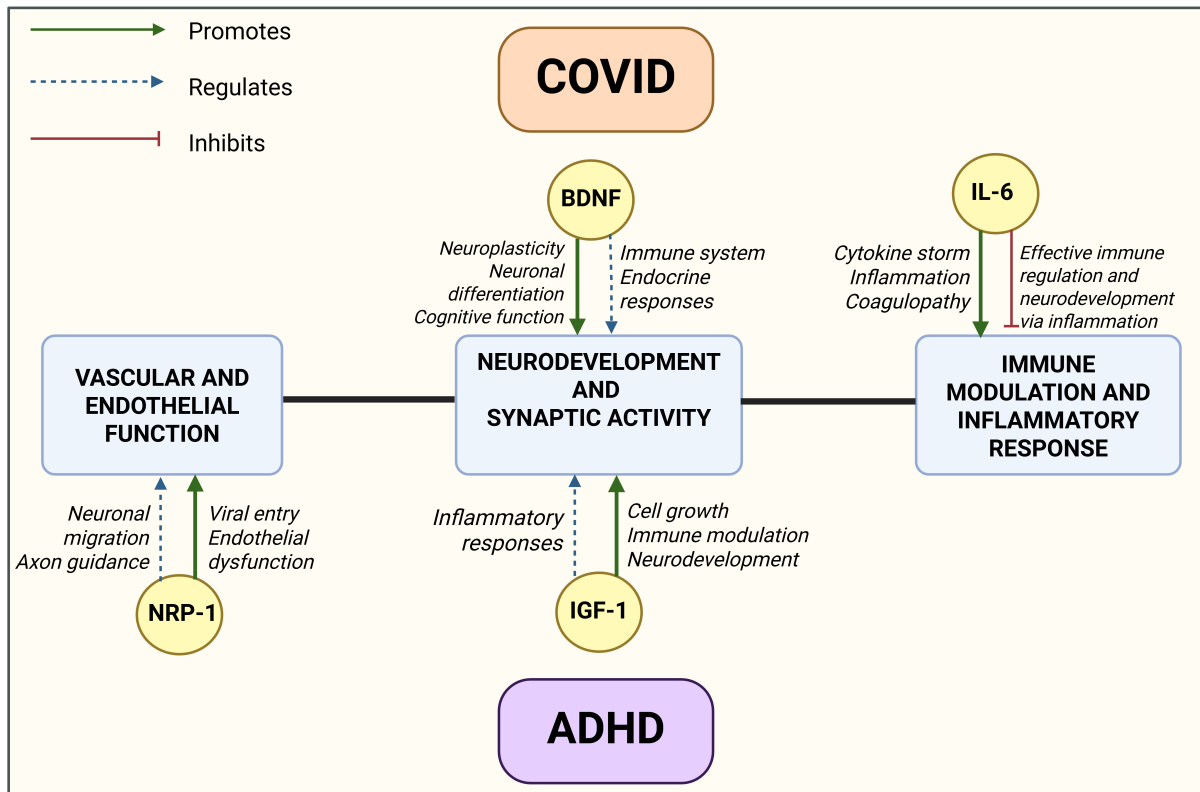 Promotes
Regulates
Inhibits
COVID
BDNF
IL-6
Neuroplasticity
Neuronal
differentiation
Cognitive function
Immune system
Endocrine
responses
Cytokine storm
Inflammation
Coagulopathy
Effective immune
regulation and
neurodevelopment
via inflammation
VASCULAR AND
ENDOTHELIAL
FUNCTION
NEURODEVELOPMENT
AND
SYNAPTIC ACTIVITY
IMMUNE
MODULATION AND
INFLAMMATORY
RESPONSE
Neuronal
migration
Axon guidance
Viral entry
Endothelial
dysfunction
Inflammatory
responses
Cell growth
Immune modulation
Neurodevelopment
NRP-1
IGF-1
ADHD